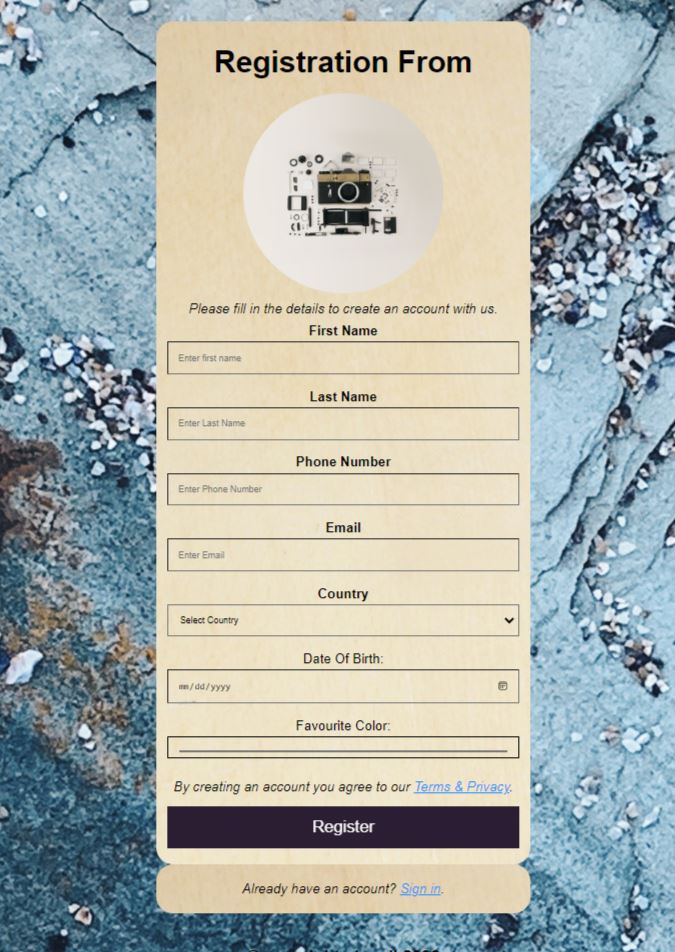 Registration From
Please fill in the details to create an account with us.
First Name
Enter first name
Last Name
Enter Last Name
Phone Number
Enter Phone Number
Email
Enter Email
Country
Select Country
Date Of Birth:
mm/dd/yyyy
Favourite Color:
By creating an account you agree to our Terms & Privacy.
Register
Already have an account? Sign in.